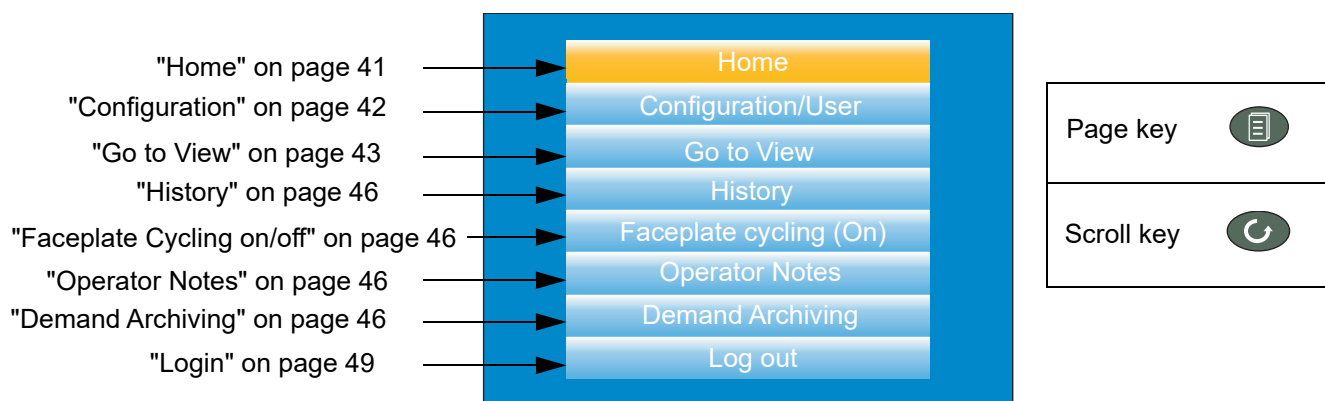 "Home" on page 41
Home
"Configuration" on page 42
Configuration/User
"Go to View" on page 43
Go to View
"History" on page 46
History
"Faceplate Cycling on/off" on page 46
Faceplate cycling (On)
"Operator Notes" on page 46
Operator Notes
"Demand Archiving" on page 46
Demand Archiving
"Login" on page 49
Log out
Page key
Scroll key